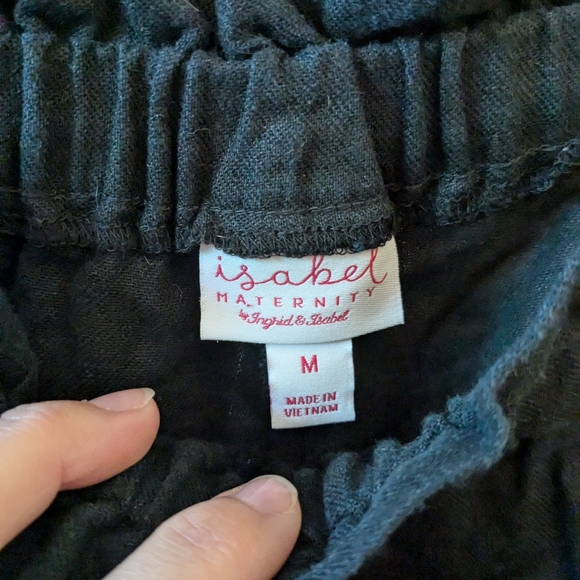 isabel
MATERNITY
by Ingrid & Isabel
M
MADE IN
VIETNAM